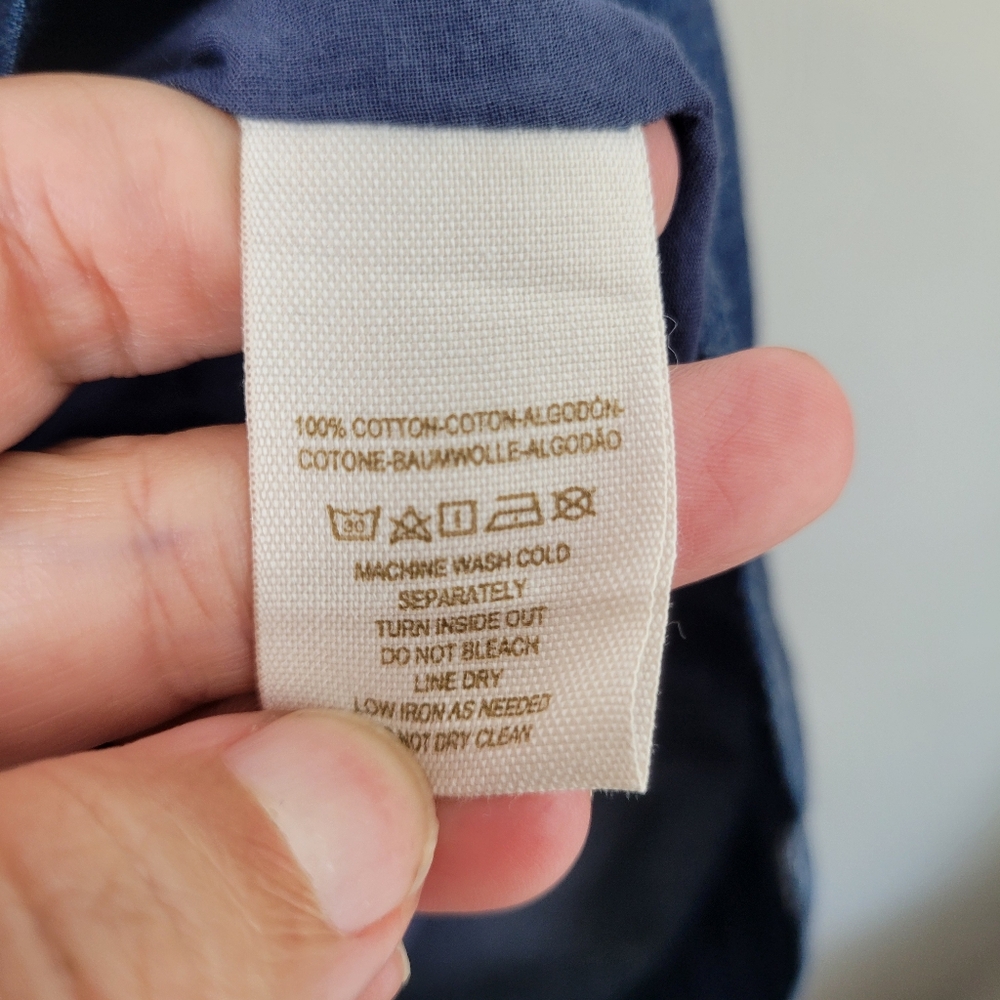 100% COTTON-COTON-ALGODÓN-
COTONE-BAUMWOLLE-ALGODÃO
30
MACHINE WASH COLD
SEPARATELY
TURN INSIDE OUT
DO NOT BLEACH
LINE DRY
LOW IRON AS NEEDED
NOT DRY CLEAN